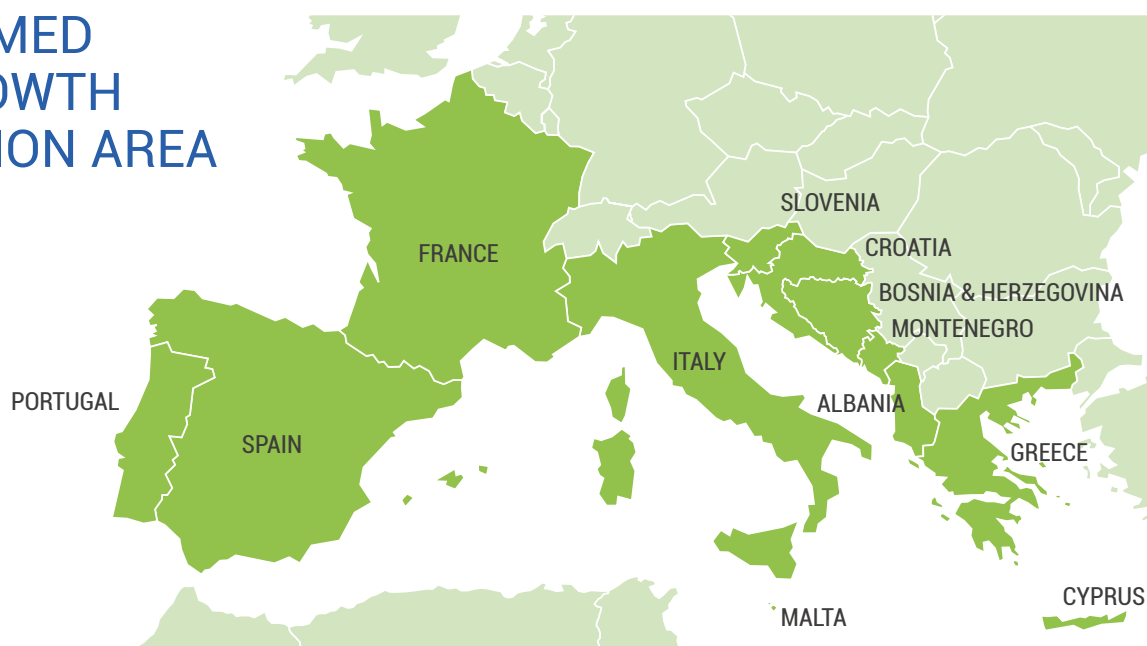 MED
OWTH
ION AREA
SLOVENIA
CROATIA
FRANCE
BOSNIA & HERZEGOVINA
MONTENEGRO
ITALY
PORTUGAL
ALBANIA
SPAIN
GREECE
CYPRUS
MALTA